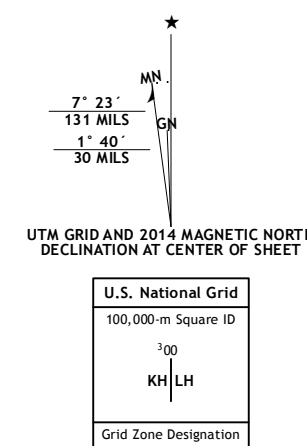 ★
MN
7° 23´
131 MILS
GN
1° 40´
30 MILS
UTM GRID AND 2014 MAGNETIC NORTH
DECLINATION AT CENTER OF SHEET
U.S. National Grid
100,000-m Square ID
³00
KH LH
Grid Zone Designation